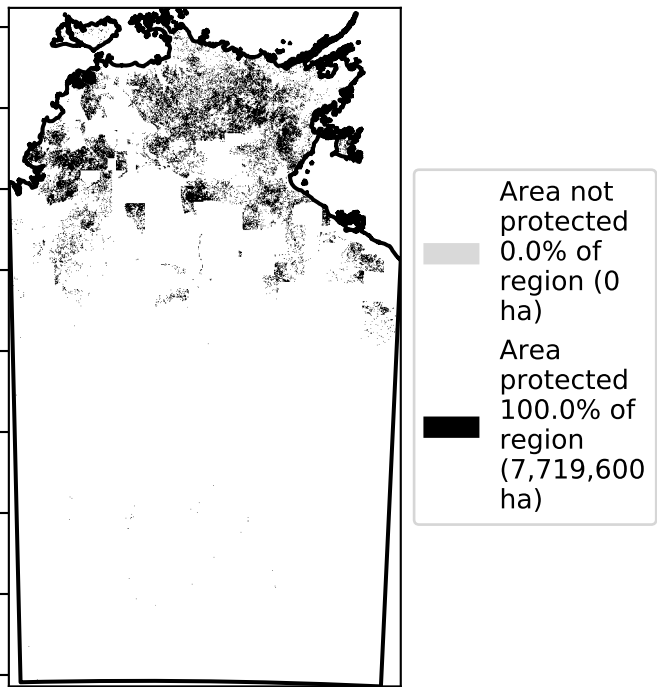 Area not
protected
0.0% of
region (0
ha)
Area
protected
100.0% of
region
(7,719,600
ha)